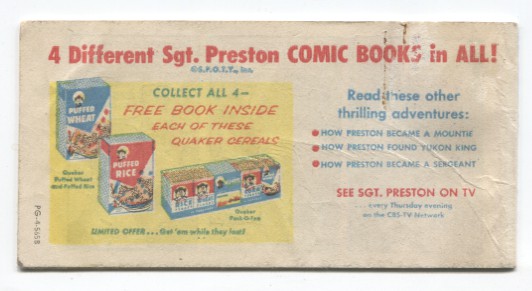 4 Different Sgt. Preston COMIC BOOKS in ALL!
©S.P.O.T.Y., Inc.
COLLECT ALL 4—
FREE BOOK INSIDE
EACH OF THESE
QUAKER CEREALS
PUFFED
WHEAT
PUFFED
RICE
Quaker
Puffed Wheat
and Puffed Rice
Quaker
Pack-O-Ten
LIMITED OFFER... Get 'em while they last!
Read these other
thrilling adventures:
● HOW PRESTON BECAME A MOUNTIE
● HOW PRESTON FOUND YUKON KING
● HOW PRESTON BECAME A SERGEANT
SEE SGT. PRESTON ON TV
... every Thursday evening
on the CBS-TV Network